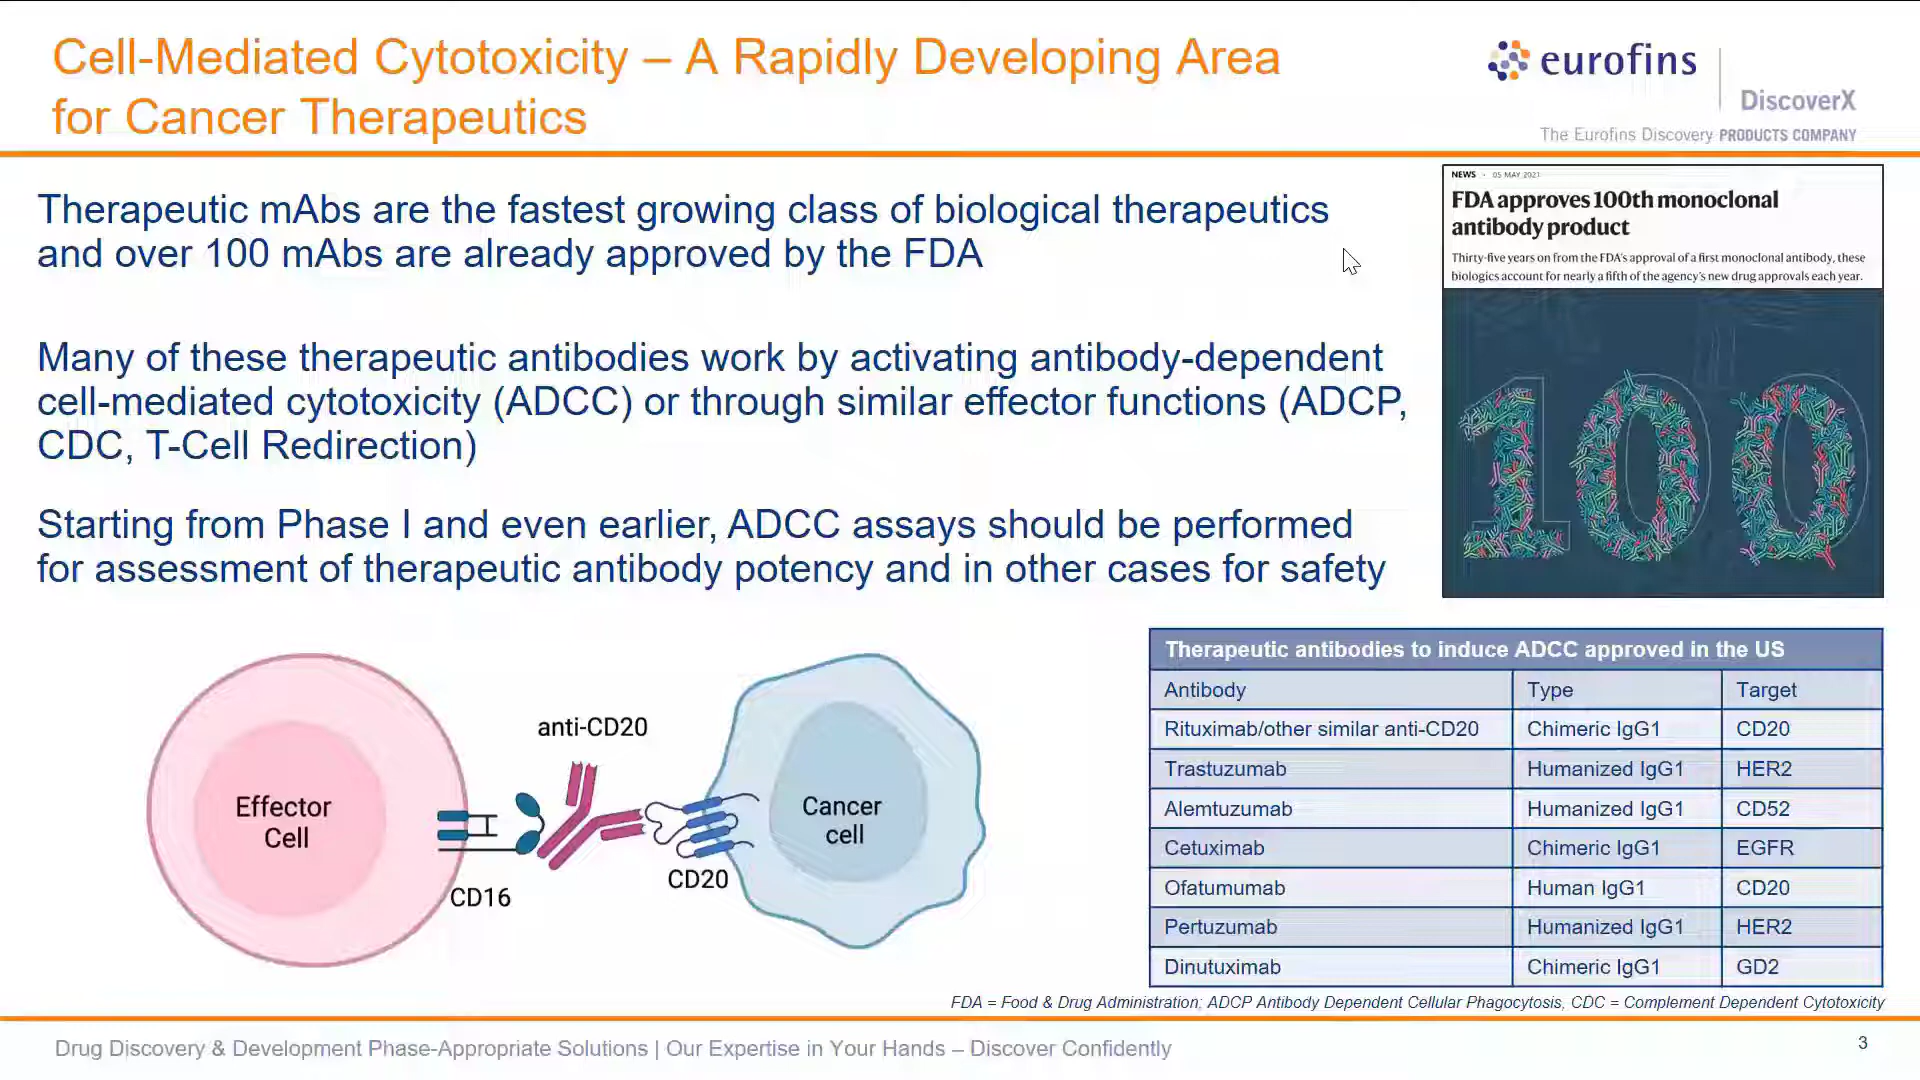 Cell-Mediated Cytotoxicity – A Rapidly Developing Area
for Cancer Therapeutics
eurofins
DiscoverX
The Eurofins Discovery PRODUCTS COMPANY
Therapeutic mAbs are the fastest growing class of biological therapeutics
and over 100 mAbs are already approved by the FDA
Many of these therapeutic antibodies work by activating antibody-dependent
cell-mediated cytotoxicity (ADCC) or through similar effector functions (ADCP,
CDC, T-Cell Redirection)
Starting from Phase I and even earlier, ADCC assays should be performed
for assessment of therapeutic antibody potency and in other cases for safety
NEWS · 05 MAY 2021
FDA approves 100th monoclonal
antibody product
Thirty-five years on from the FDA's approval of a first monoclonal antibody, these
biologics account for nearly a fifth of the agency's new drug approvals each year.
100
Effector
Cell
CD16
anti-CD20
CD20
Cancer
cell
Therapeutic antibodies to induce ADCC approved in the US
Antibody Type Target
Rituximab/other similar anti-CD20 Chimeric IgG1 CD20
Trastuzumab Humanized IgG1 HER2
Alemtuzumab Humanized IgG1 CD52
Cetuximab Chimeric IgG1 EGFR
Ofatumumab Human IgG1 CD20
Pertuzumab Humanized IgG1 HER2
Dinutuximab Chimeric IgG1 GD2
FDA = Food & Drug Administration; ADCP Antibody Dependent Cellular Phagocytosis, CDC = Complement Dependent Cytotoxicity
Drug Discovery & Development Phase-Appropriate Solutions | Our Expertise in Your Hands – Discover Confidently
3